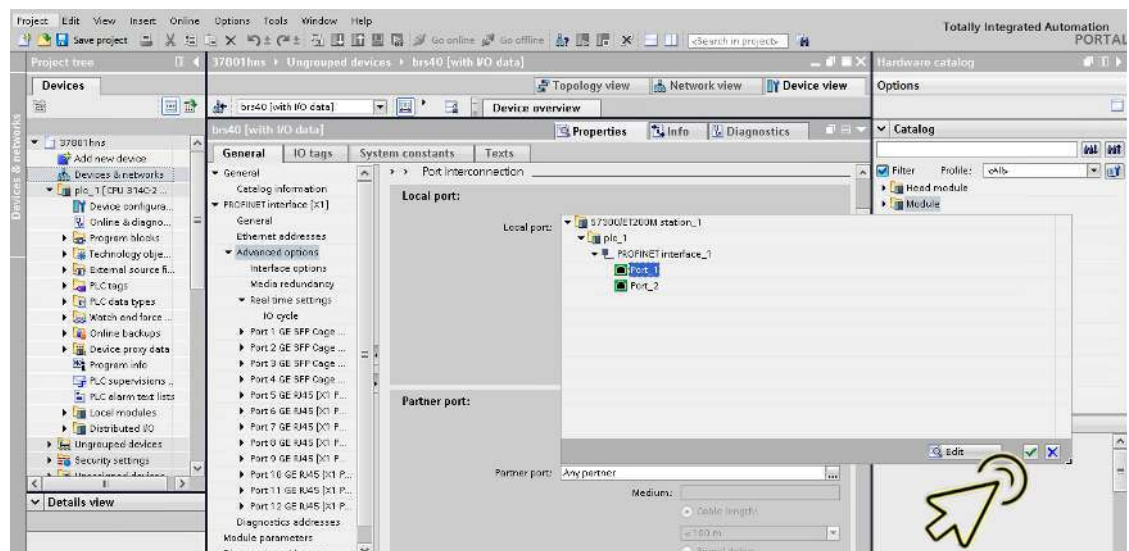 Project Edit View Insert Online Options Tools Window Help
Totally Integrated Automation
PORTAL
Save project Go online Go offline <Search in project>
Project tree
37801hns › Ungrouped devices › brs40 [with I/O data]
Hardware catalog
Devices
Topology view Network view Device view
Options
brs40 [with I/O data]
Device overview
Devices & networks
brs40 [with I/O data]
Properties Info Diagnostics
Catalog
General IO tags System constants Texts
Filter Profile: <All>
Head module
Module
37801hns
Add new device
Devices & networks
plc_1 [CPU 314C-2 ...
Device configura...
Online & diagno...
Program blocks
Technology obje...
External source fi...
PLC tags
PLC data types
Watch and force ...
Online backups
Device proxy data
Program info
PLC supervisions ..
PLC alarm text lists
Local modules
Distributed I/O
Ungrouped devices
Security settings
Details view
General
Catalog information
PROFINET interface [X1]
General
Ethernet addresses
Advanced options
Interface options
Media redundancy
Real time settings
IO cycle
Port 1 GE SFP Cage ...
Port 2 GE SFP Cage ...
Port 3 GE SFP Cage ...
Port 4 GE SFP Cage ...
Port 5 GE RJ45 [X1 P...
Port 6 GE RJ45 [X1 P...
Port 7 GE RJ45 [X1 P...
Port 8 GE RJ45 [X1 P...
Port 9 GE RJ45 [X1 P...
Port 10 GE RJ45 [X1 P...
Port 11 GE RJ45 [X1 P...
Port 12 GE RJ45 [X1 P...
Diagnostics addresses
Module parameters
› › Port interconnection
Local port:
Local port:
S7300/ET200M station_1
plc_1
PROFINET interface_1
Port_1
Port_2
Edit
Partner port:
Partner port: Any partner ...
Medium:
Cable length:
<100 m